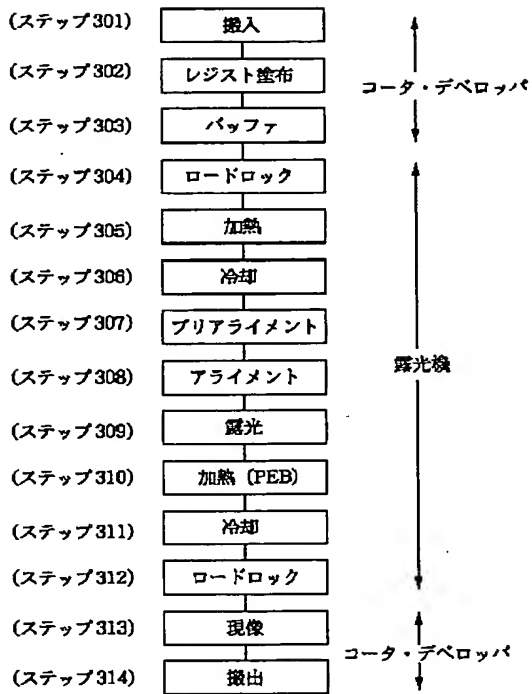 (ステップ301) 搬入
(ステップ302) レジスト塗布
コータ・デベロッパ
(ステップ303) バッファ
(ステップ304) ロードロック
(ステップ305) 加熱
(ステップ306) 冷却
(ステップ307) プリアライメント
(ステップ308) アライメント
露光機
(ステップ309) 露光
(ステップ310) 加熱 (PEB)
(ステップ311) 冷却
(ステップ312) ロードロック
(ステップ313) 現像
コータ・デベロッパ
(ステップ314) 搬出